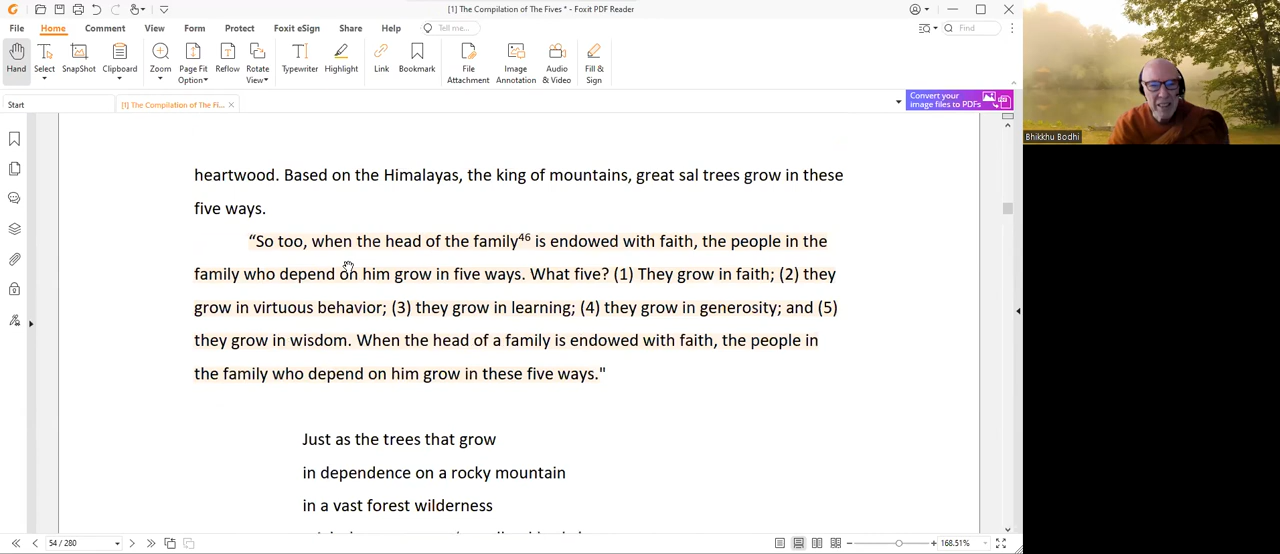 [1] The Compilation of The Fives * - Foxit PDF Reader
File Home Comment View Form Protect Foxit eSign Share Help Tell me... Find
Hand Select SnapShot Clipboard Zoom Page Fit Option Reflow Rotate View Typewriter Highlight Link Bookmark File Attachment Image Annotation Audio & Video Fill & Sign
Start [1] The Compilation of The Fi...
Convert your
image files to PDFs
heartwood. Based on the Himalayas, the king of mountains, great sal trees grow in these
five ways.
“So too, when the head of the family46 is endowed with faith, the people in the
family who depend on him grow in five ways. What five? (1) They grow in faith; (2) they
grow in virtuous behavior; (3) they grow in learning; (4) they grow in generosity; and (5)
they grow in wisdom. When the head of a family is endowed with faith, the people in
the family who depend on him grow in these five ways."
Just as the trees that grow
in dependence on a rocky mountain
in a vast forest wilderness
54 / 280
168.51%
Bhikkhu Bodhi